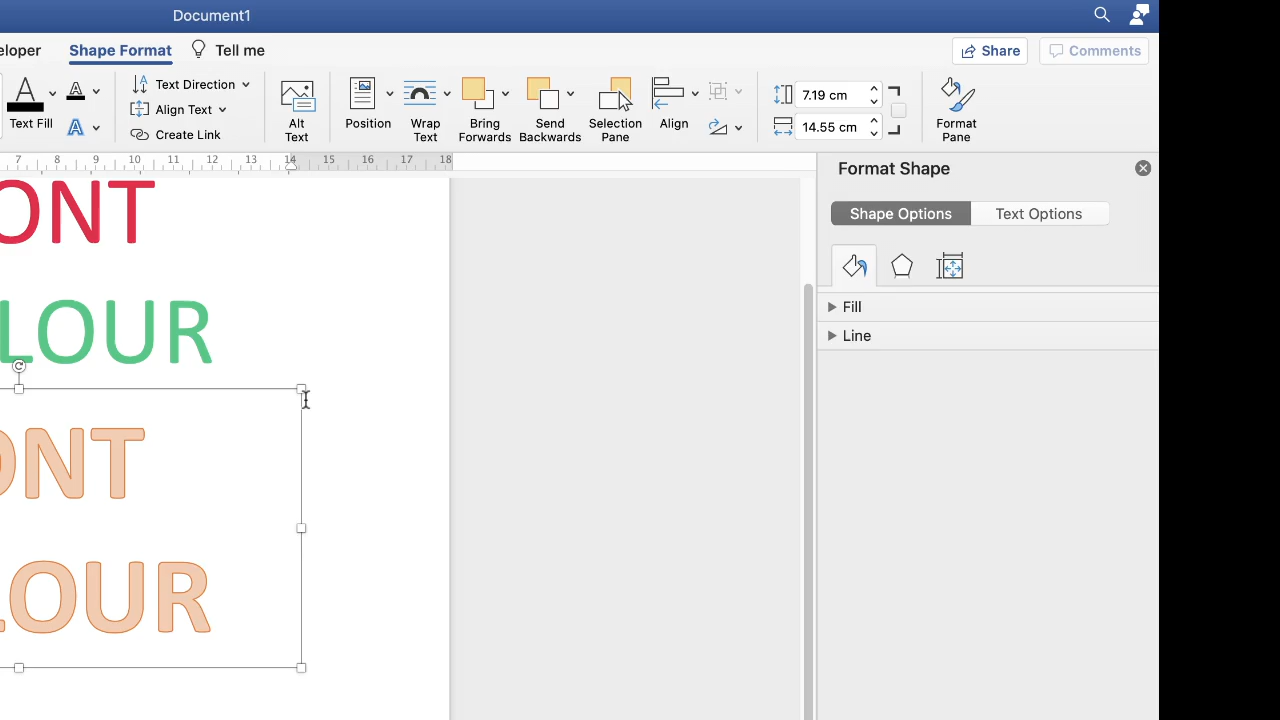 Document1
eloper Shape Format Tell me Share Comments
Text Fill
A
A
A
Text Direction
Align Text
Create Link
Alt Text
Position
Wrap Text
Bring Forwards
Send Backwards
Selection Pane
Align
7.19 cm
14.55 cm
Format Pane
7 8 9 10 11 12 13 14 15 16 17 18
Format Shape
Shape Options Text Options
Fill
Line
ONT
LOUR
ONT
LOUR